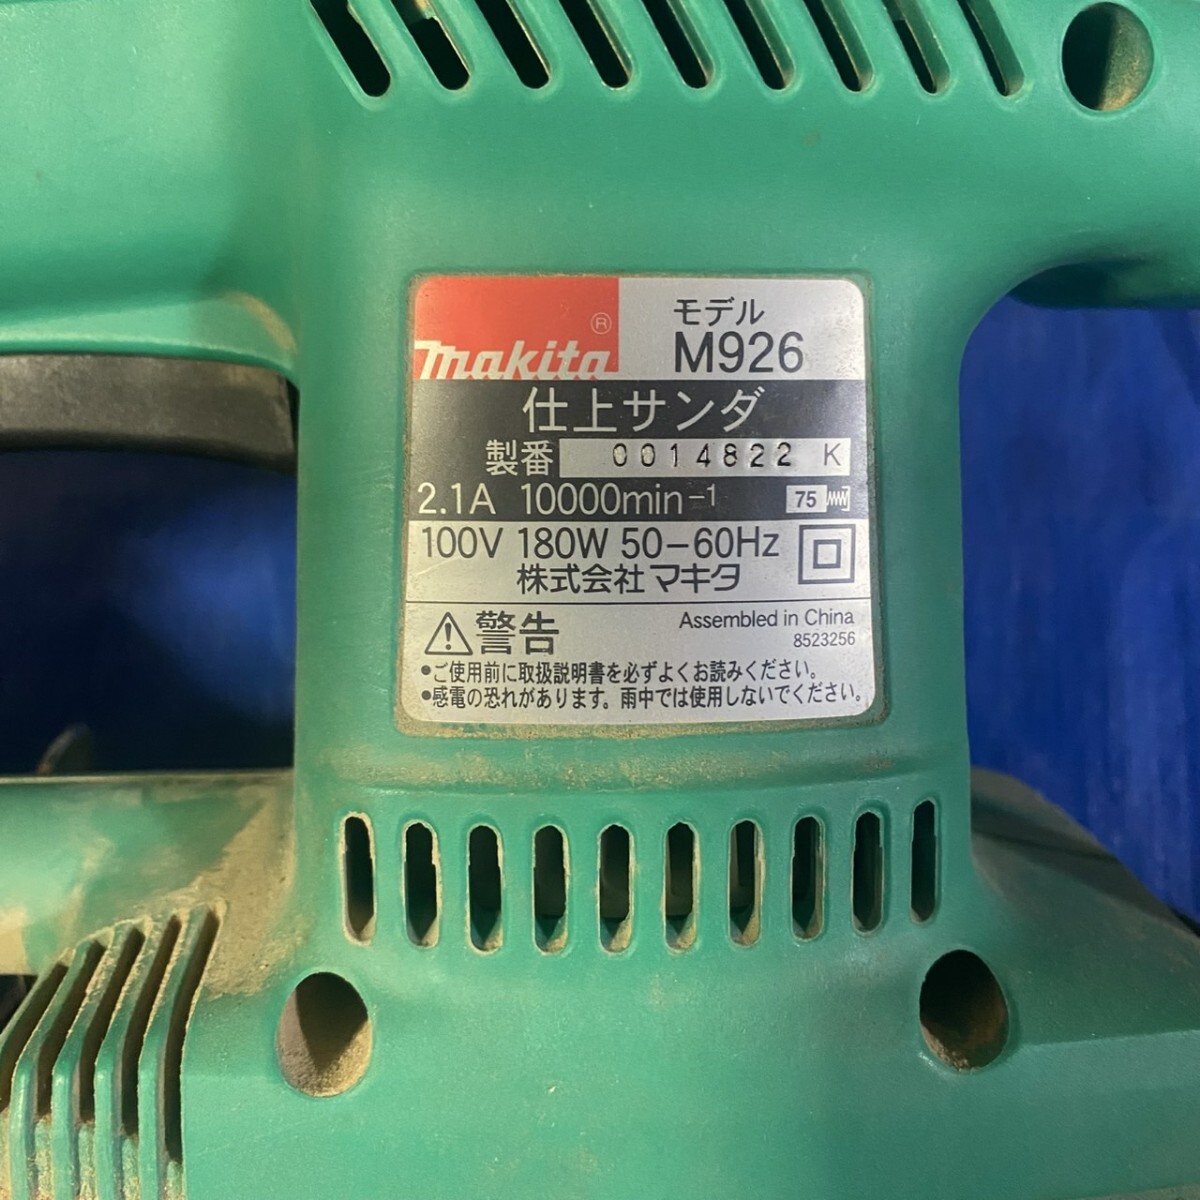 makita®
モデル
M926
仕上サンダ
製番 0014822 K
2.1A 10000min⁻¹ 75
100V 180W 50-60Hz
株式会社マキタ
Assembled in China
8523256
警告
•ご使用前に取扱説明書を必ずよくお読みください。
•感電の恐れがあります。雨中では使用しないでください。